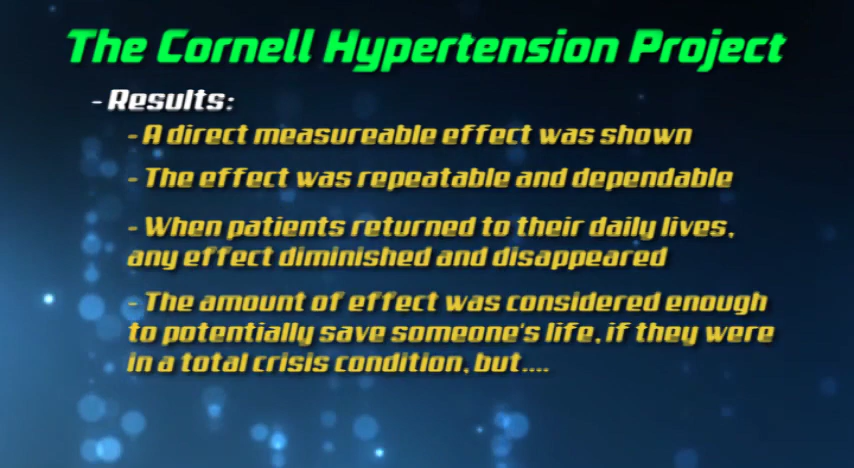 The Cornell Hypertension Project
- Results:
- A direct measureable effect was shown
- The effect was repeatable and dependable
- When patients returned to their daily lives,
any effect diminished and disappeared
- The amount of effect was considered enough
to potentially save someone's life, if they were
in a total crisis condition, but....